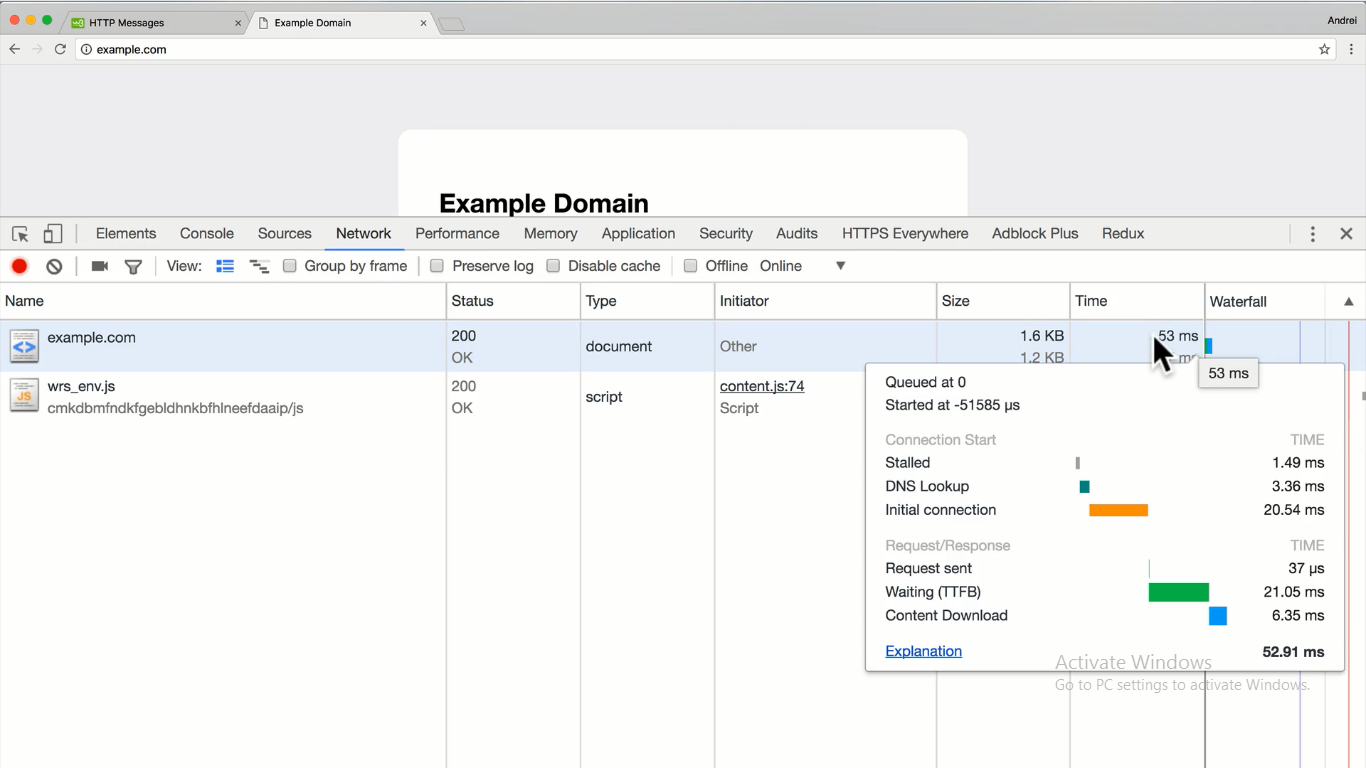 HTTP Messages
Example Domain
Andrei
example.com
Example Domain
Elements Console Sources Network Performance Memory Application Security Audits HTTPS Everywhere Adblock Plus Redux
View: Group by frame Preserve log Disable cache Offline Online
Name Status Type Initiator Size Time Waterfall
example.com 200 document Other 1.6 KB 53 ms
OK 1.2 KB ms
53 ms
wrs_env.js 200 script content.js:74
cmkdbmfndkfgebldhnkbfhlneefdaaip/js OK Script
Queued at 0
Started at -51585 µs
Connection Start TIME
Stalled 1.49 ms
DNS Lookup 3.36 ms
Initial connection 20.54 ms
Request/Response TIME
Request sent 37 µs
Waiting (TTFB) 21.05 ms
Content Download 6.35 ms
Explanation 52.91 ms
Activate Windows
Go to PC settings to activate Windows.